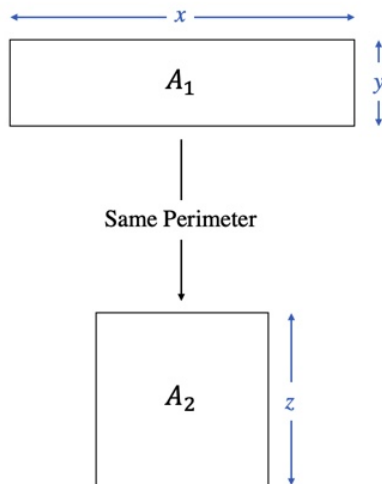 x
A₁
y
Same Perimeter
A₂
z